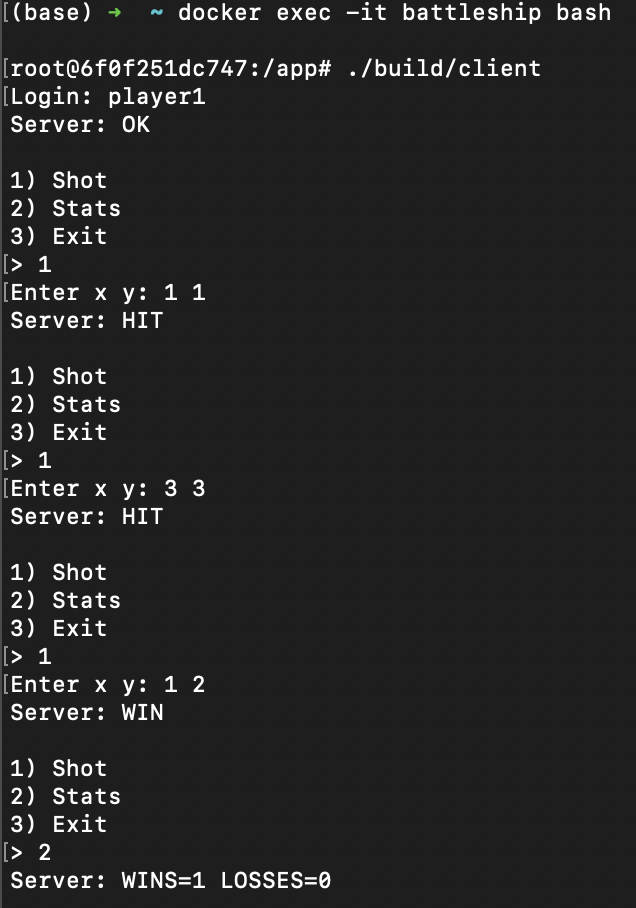 [(base) ➜  ~ docker exec -it battleship bash
[root@6f0f251dc747:/app# ./build/client
[Login: player1
Server: OK
1) Shot
2) Stats
3) Exit
[> 1
[Enter x y: 1 1
Server: HIT
1) Shot
2) Stats
3) Exit
[> 1
[Enter x y: 3 3
Server: HIT
1) Shot
2) Stats
3) Exit
[> 1
[Enter x y: 1 2
Server: WIN
1) Shot
2) Stats
3) Exit
[> 2
Server: WINS=1 LOSSES=0